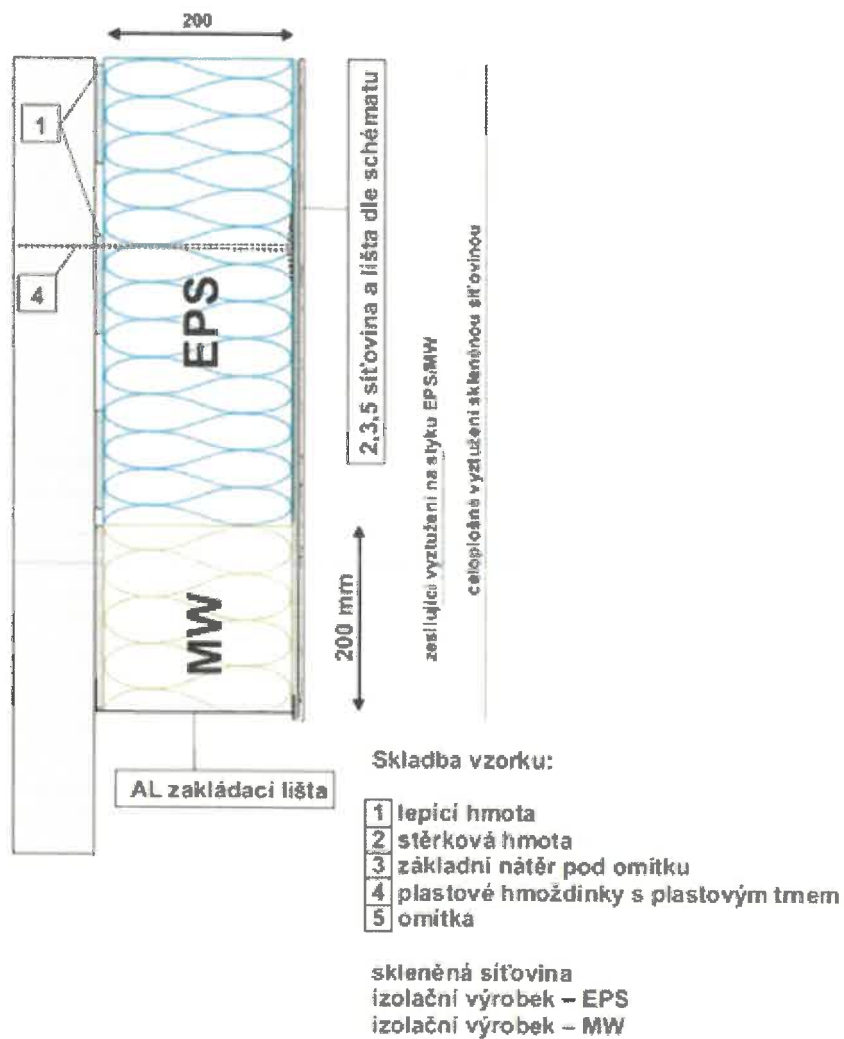 200
1
4
EPS
2,3,5 síťovina a lišta dle schématu
zesilující vyztužení na styku EPS/MW
celoplošné vyztužení skleněnou síťovinou
MW
200 mm
AL zakládací lišta
Skladba vzorku:
1 lepicí hmota
2 stěrková hmota
3 základní nátěr pod omítku
4 plastové hmoždinky s plastovým trnem
5 omítka
skleněná síťovina
izolační výrobek – EPS
izolační výrobek – MW